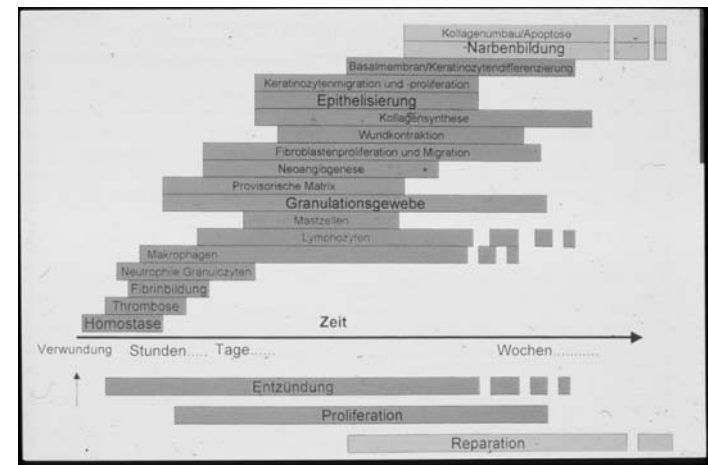 Kollagenumbau/Apoptose
Narbenbildung
Basalmembran/Keratinozytendifferenzierung
Keratinozytenmigration und -proliferation
Epithelisierung
Kollagensynthese
Wundkontraktion
Fibroblastenproliferation und Migration
Neoangiogenese
Provisorische Matrix
Granulationsgewebe
Mastzellen
Lymphozyten
Makrophagen
Neutrophile Granulozyten
Fibrinbildung
Thrombose
Homostase
Zeit
Verwundung Stunden..... Tage...... Wochen...........
Entzündung
Proliferation
Reparation